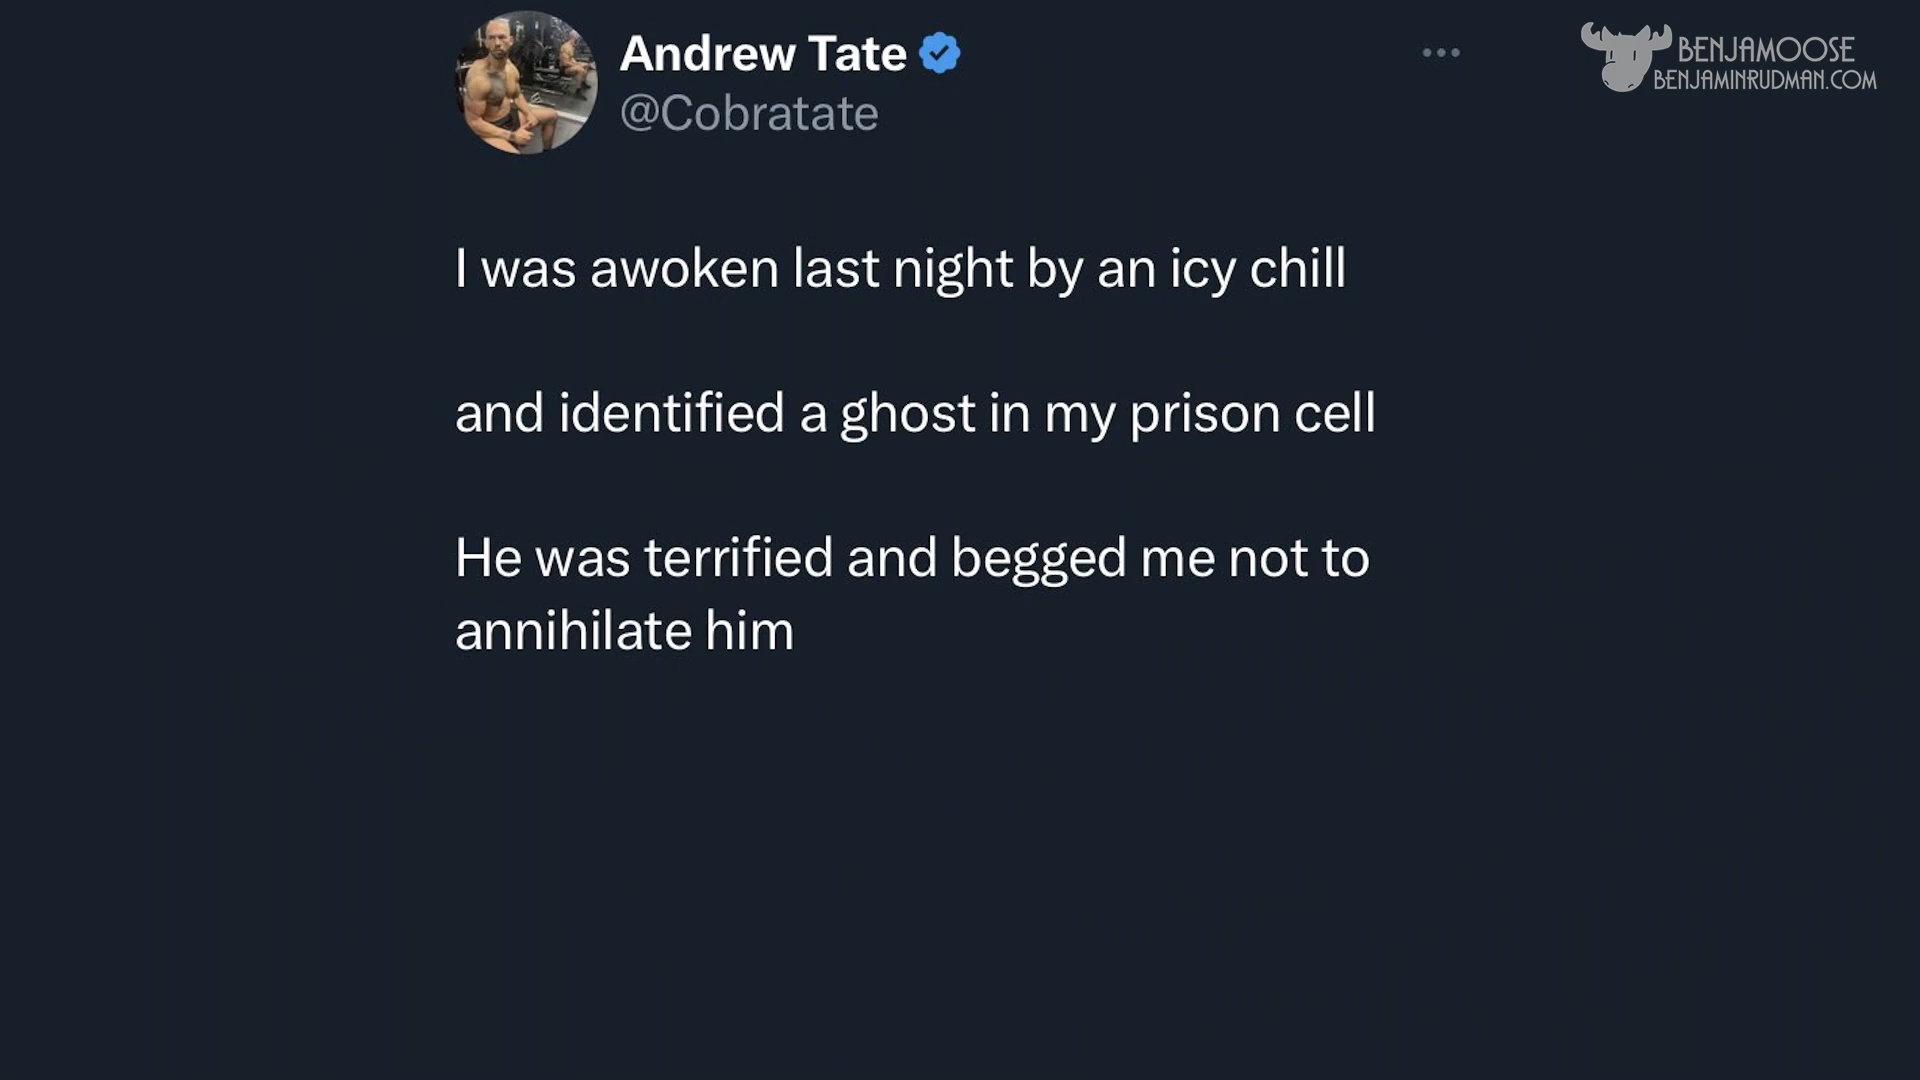 Andrew Tate
@Cobratate
BENJAMOOSE
BENJAMINRUDMAN.COM
I was awoken last night by an icy chill
and identified a ghost in my prison cell
He was terrified and begged me not to
annihilate him